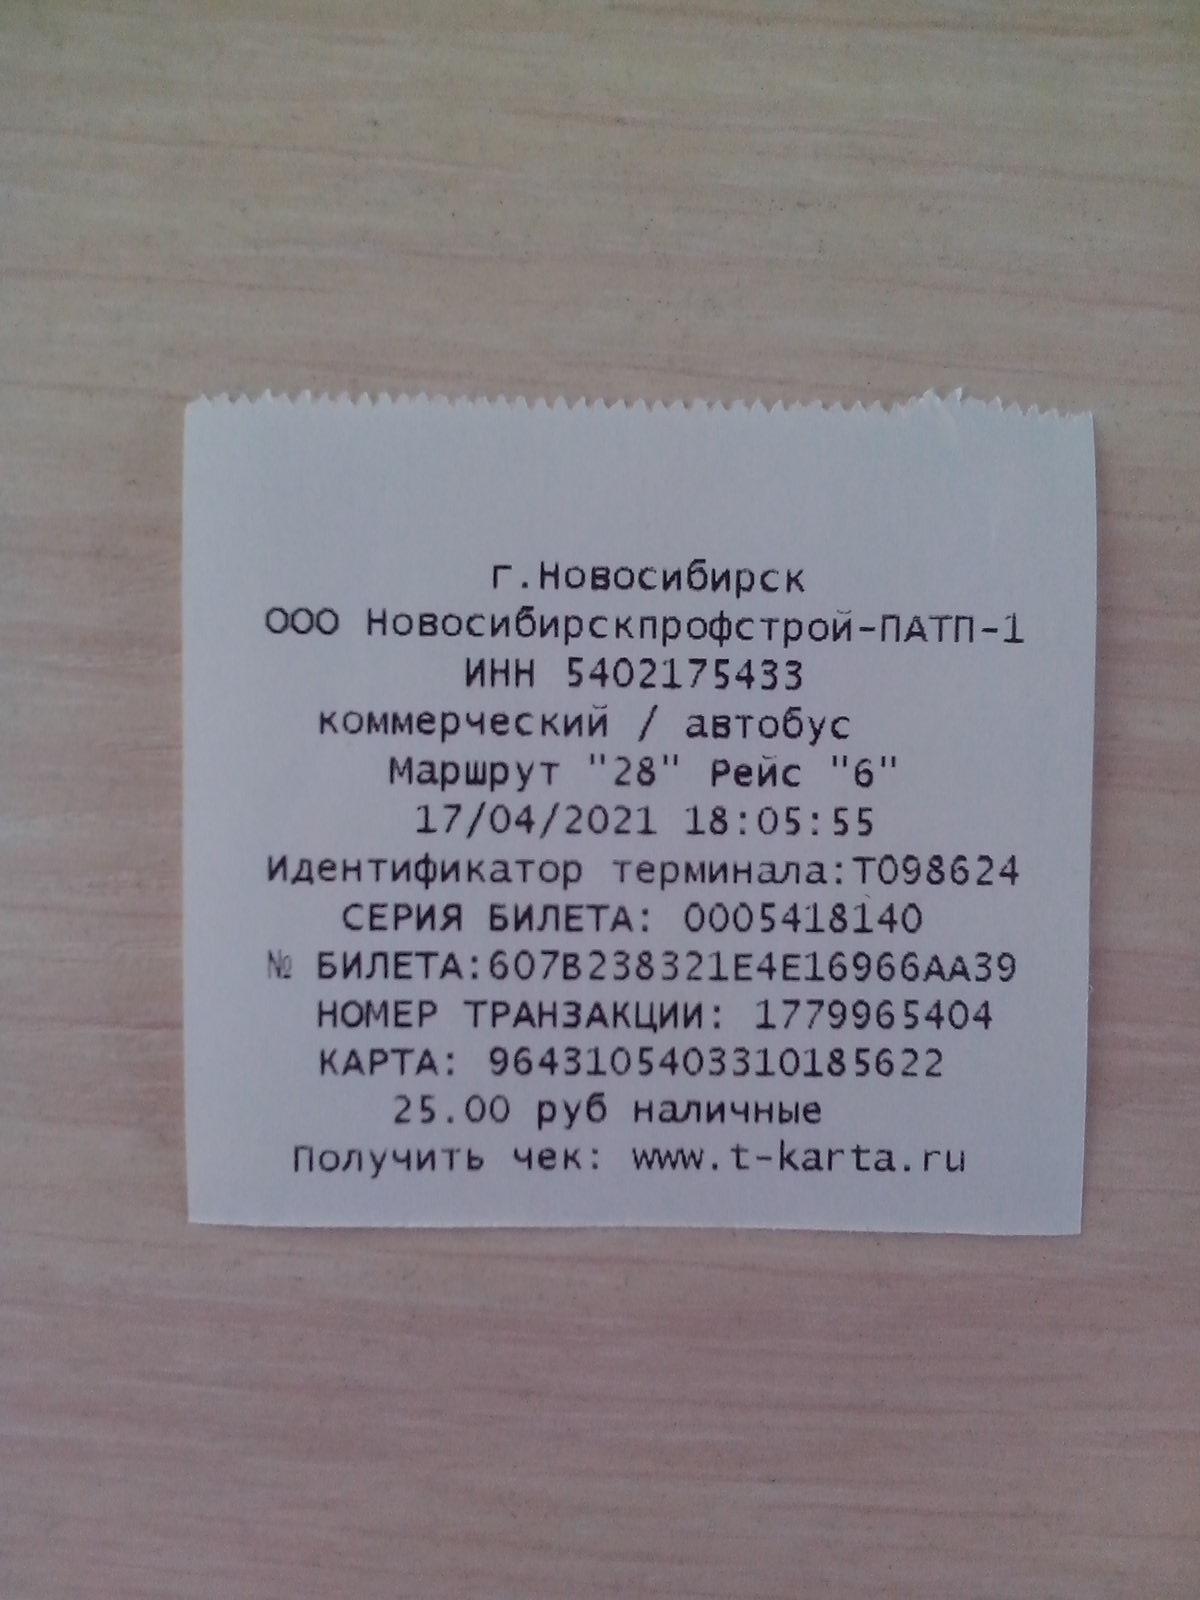 г.Новосибирск
ООО Новосибирскпрофстрой-ПАТП-1
ИНН 5402175433
коммерческий / автобус
Маршрут "28" Рейс "6"
17/04/2021 18:05:55
Идентификатор терминала:T098624
СЕРИЯ БИЛЕТА: 0005418140
№ БИЛЕТА:607B238321E4E16966AA39
НОМЕР ТРАНЗАКЦИИ: 1779965404
КАРТА: 9643105403310185622
25.00 руб наличные
Получить чек: www.t-karta.ru